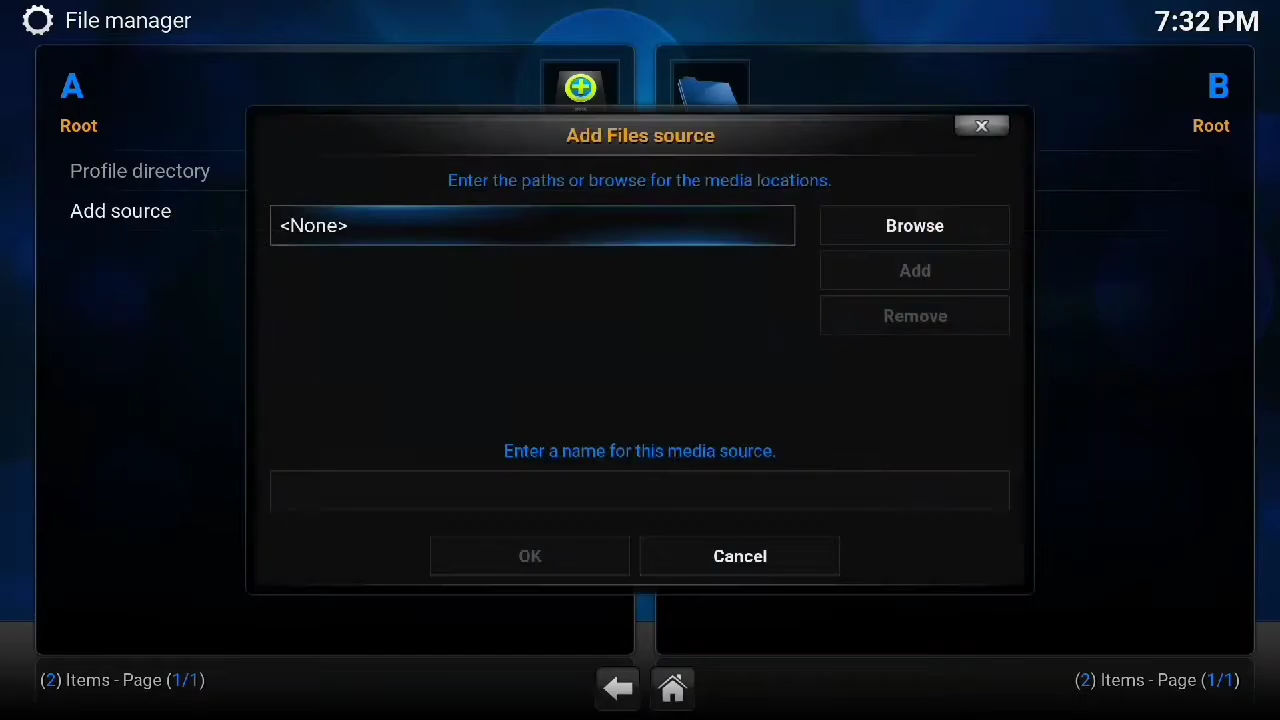 File manager
7:32 PM
A
B
Root
Root
Profile directory
Add source
Add Files source
Enter the paths or browse for the media locations.
<None>
Browse
Add
Remove
Enter a name for this media source.
OK
Cancel
(2) Items - Page (1/1)
(2) Items - Page (1/1)